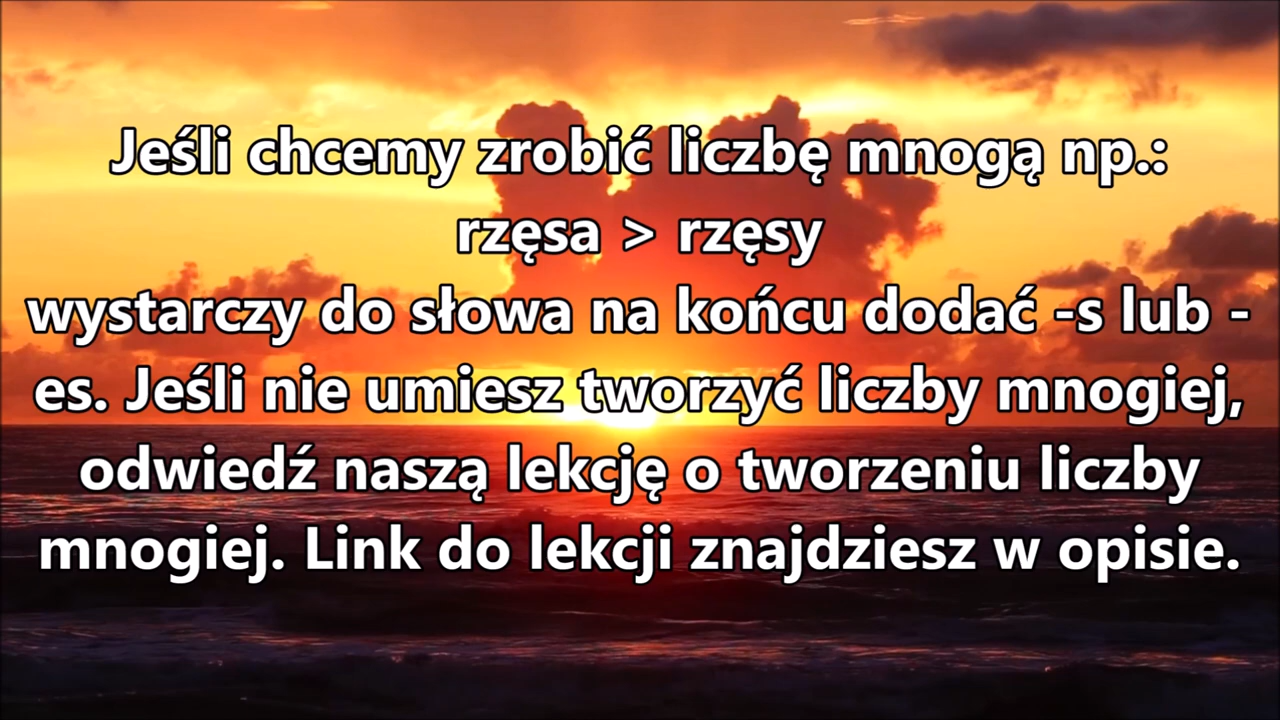 Jeśli chcemy zrobić liczbę mnogą np.:
rzęsa > rzęsy
wystarczy do słowa na końcu dodać -s lub -
es. Jeśli nie umiesz tworzyć liczby mnogiej,
odwiedź naszą lekcję o tworzeniu liczby
mnogiej. Link do lekcji znajdziesz w opisie.